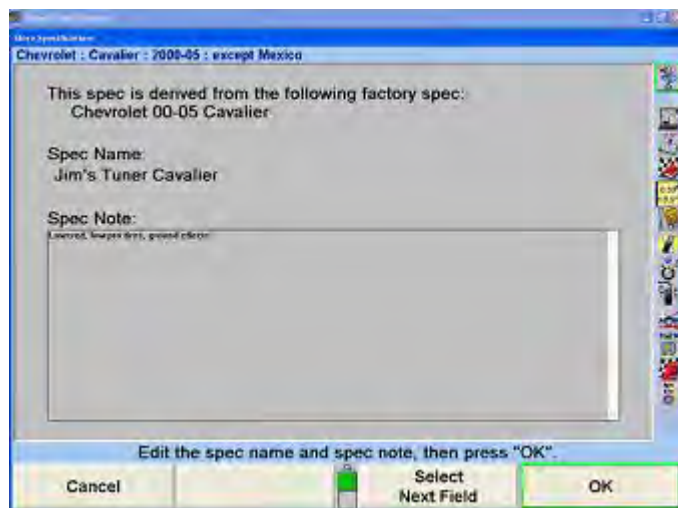 Chevrolet : Cavalier : 2000-05 : except Mexico
This spec is derived from the following factory spec:
Chevrolet 00-05 Cavalier
Spec Name:
Jim's Tuner Cavalier
Spec Note:
Lowered, lowpro tires, ground effects
Edit the spec name and spec note, then press "OK".
Cancel
Select
Next Field
OK